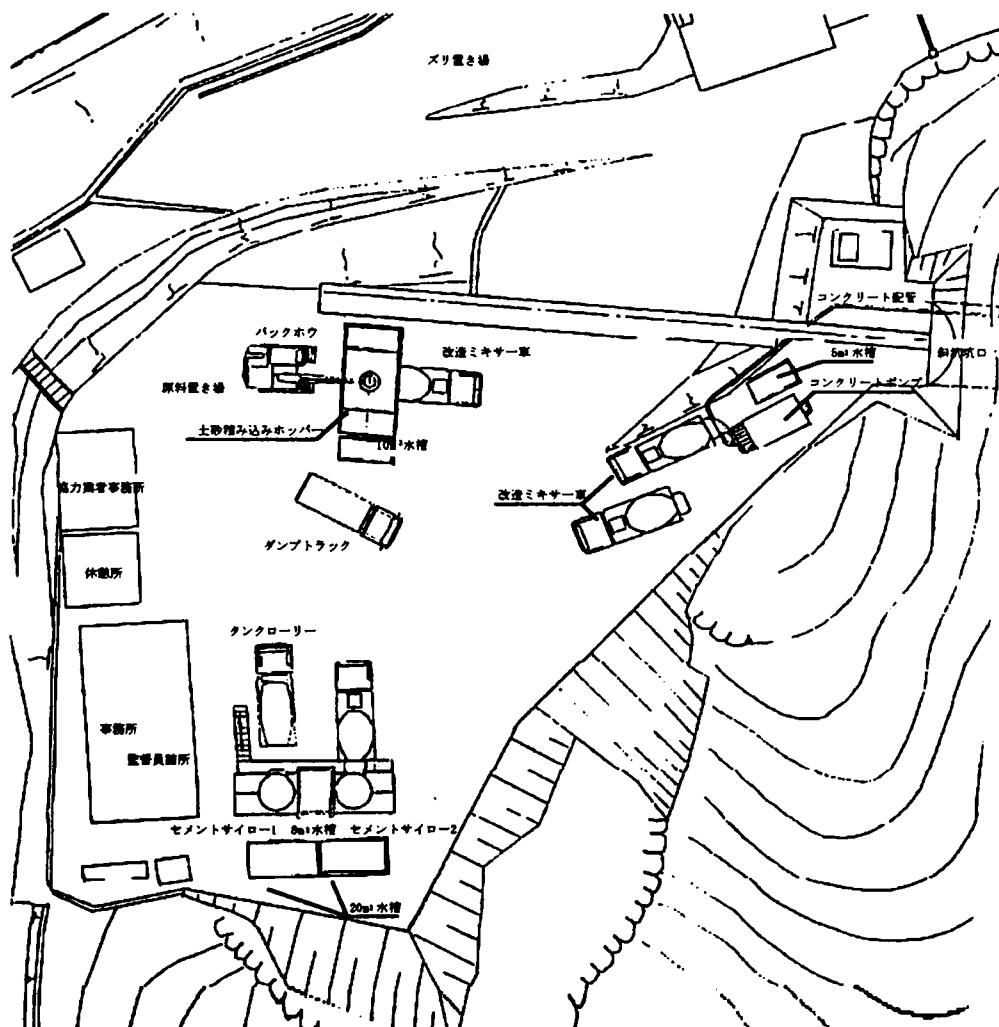 ズリ置き場
コンクリート配管
バックホウ
改造ミキサー車
5m³水槽
斜坑坑口
原料置き場
コンクリートポンプ
土砂積み込みホッパー
10m³水槽
協力業者事務所
改造ミキサー車
ダンプトラック
休憩所
タンクローリー
事務所
監督員詰所
セメントサイロー1 8m³水槽 セメントサイロー2
20m³水槽